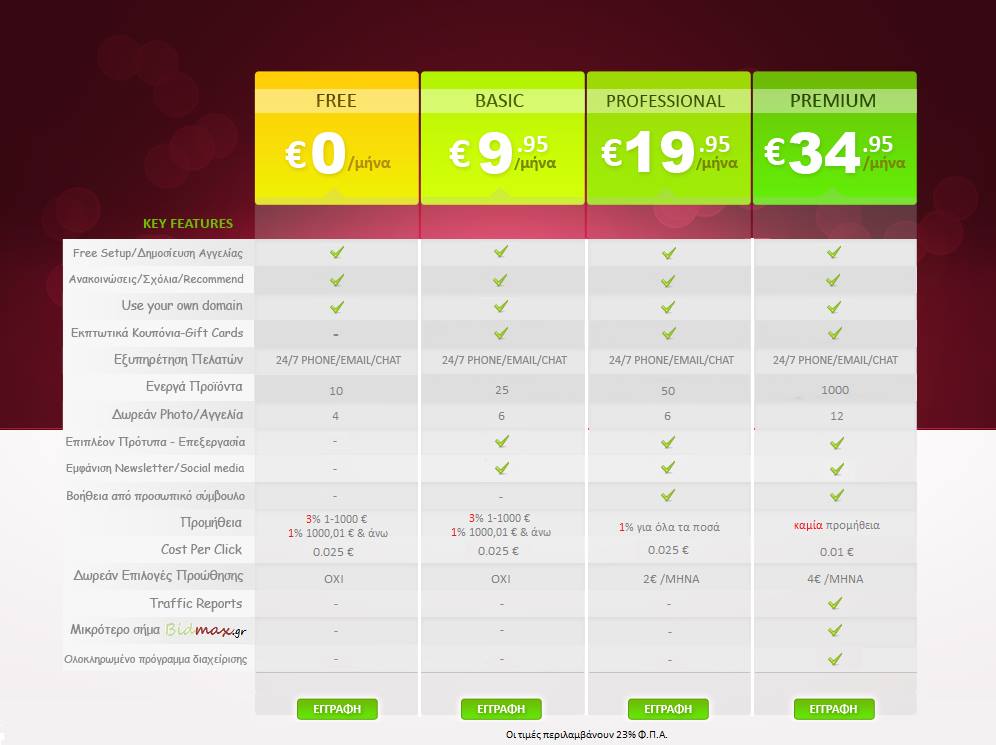 FREE BASIC PROFESSIONAL PREMIUM
€0/μήνα €9.95/μήνα €19.95/μήνα €34.95/μήνα
KEY FEATURES
Free Setup/Δημοσίευση Αγγελίας
Ανακοινώσεις/Σχόλια/Recommend
Use your own domain
Εκπτωτικά Κουπόνια-Gift Cards -
Εξυπηρέτηση Πελατών 24/7 PHONE/EMAIL/CHAT 24/7 PHONE/EMAIL/CHAT 24/7 PHONE/EMAIL/CHAT 24/7 PHONE/EMAIL/CHAT
Ενεργά Προϊόντα 10 25 50 1000
Δωρεάν Photo/Αγγελία 4 6 6 12
Επιπλέον Πρότυπα - Επεξεργασία -
Εμφάνιση Newsletter/Social media -
Βοήθεια από προσωπικό σύμβουλο - -
Προμήθεια 3% 1-1000 € 3% 1-1000 € 1% για όλα τα ποσά καμία προμήθεια
1% 1000,01 € & άνω 1% 1000,01 € & άνω
Cost Per Click 0.025 € 0.025 € 0.025 € 0.01 €
Δωρεάν Επιλογές Προώθησης ΟΧΙ ΟΧΙ 2€ /ΜΗΝΑ 4€ /ΜΗΝΑ
Traffic Reports - - -
Μικρότερο σήμα Bidmax.gr - - -
Ολοκληρωμένο πρόγραμμα διαχείρισης - - -
ΕΓΓΡΑΦΗ ΕΓΓΡΑΦΗ ΕΓΓΡΑΦΗ ΕΓΓΡΑΦΗ
Οι τιμές περιλαμβάνουν 23% Φ.Π.Α.